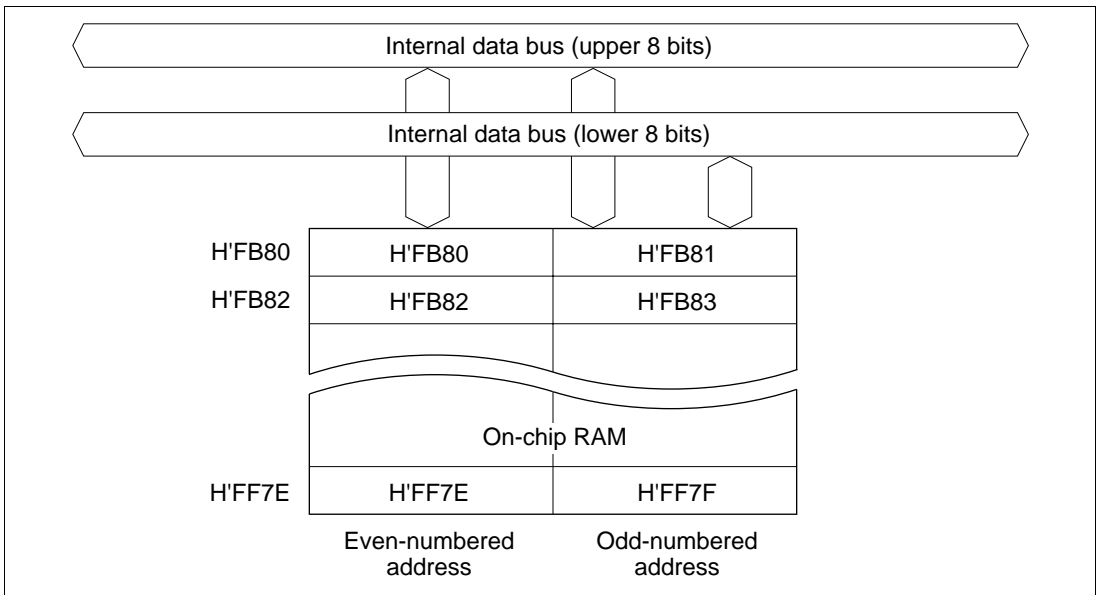 Internal data bus (upper 8 bits)
Internal data bus (lower 8 bits)
H'FB80 H'FB80 H'FB81
H'FB82 H'FB82 H'FB83
On-chip RAM
H'FF7E H'FF7E H'FF7F
Even-numbered Odd-numbered
address address